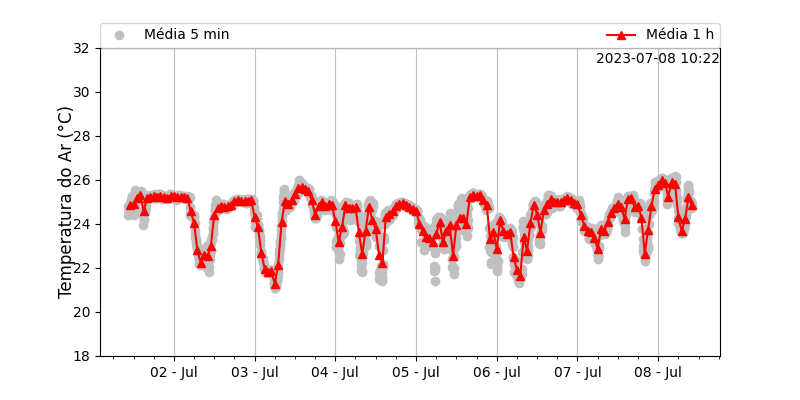 Média 5 min
Média 1 h
2023-07-08 10:22
Temperatura do Ar (°C)
32
30
28
26
24
22
20
18
02 - Jul
03 - Jul
04 - Jul
05 - Jul
06 - Jul
07 - Jul
08 - Jul